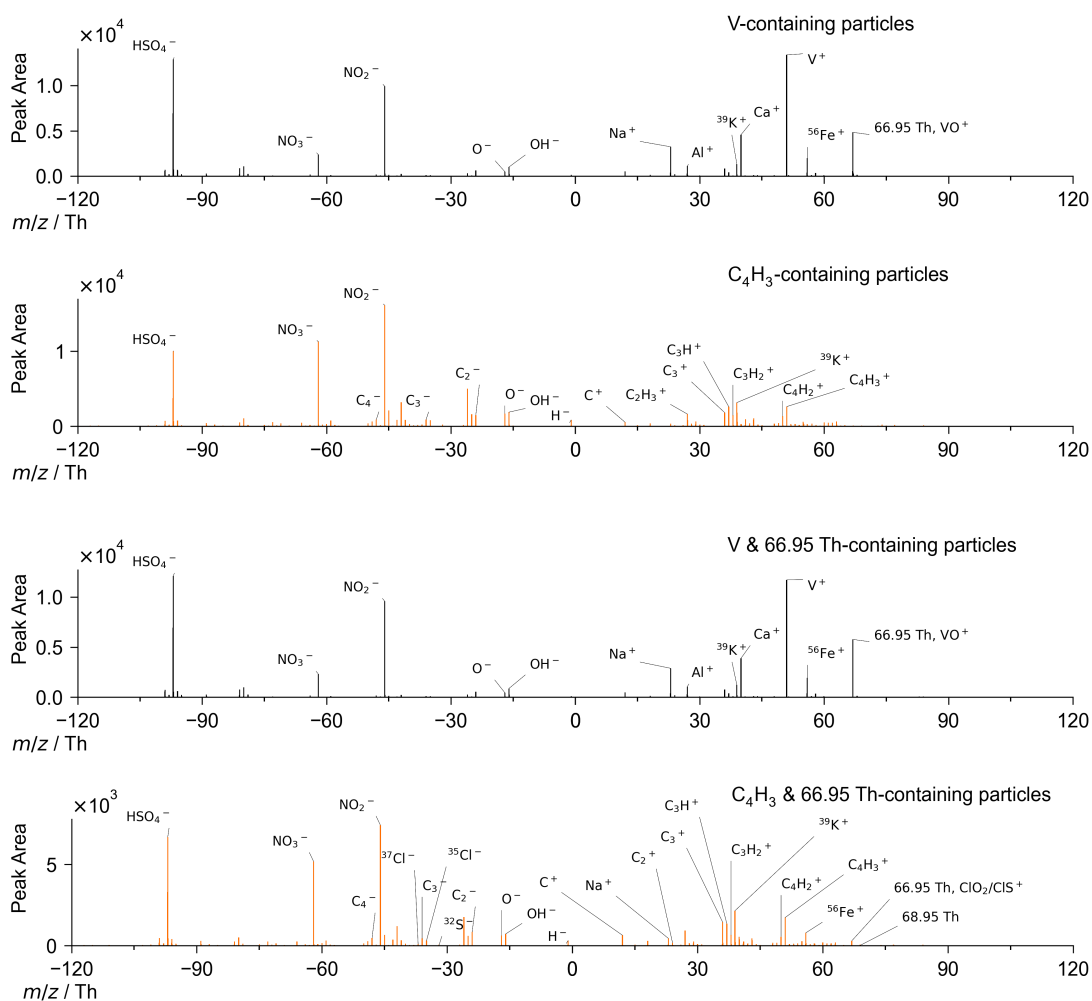 V-containing particles
×10⁴
Peak Area
1.0
0.5
0.0
HSO₄⁻
NO₃⁻
NO₂⁻
O⁻
OH⁻
Na⁺
Al⁺
³⁹K⁺
Ca⁺
V⁺
⁵⁶Fe⁺
66.95 Th, VO⁺
−120 −90 −60 −30 0 30 60 90 120
m/z / Th
C₄H₃-containing particles
×10⁴
Peak Area
1
0
HSO₄⁻
NO₃⁻
NO₂⁻
C₄⁻
C₃⁻
C₂⁻
O⁻
OH⁻
H⁻
C⁺
C₂H₃⁺
C₃⁺
C₃H⁺
C₃H₂⁺
³⁹K⁺
C₄H₂⁺
C₄H₃⁺
−120 −90 −60 −30 0 30 60 90 120
m/z / Th
V & 66.95 Th-containing particles
×10⁴
Peak Area
1.0
0.5
0.0
HSO₄⁻
NO₃⁻
NO₂⁻
O⁻
OH⁻
Na⁺
Al⁺
³⁹K⁺
Ca⁺
V⁺
⁵⁶Fe⁺
66.95 Th, VO⁺
−120 −90 −60 −30 0 30 60 90 120
m/z / Th
C₄H₃ & 66.95 Th-containing particles
×10³
Peak Area
5
0
HSO₄⁻
NO₃⁻
NO₂⁻
C₄⁻
³⁷Cl⁻
C₃⁻
³⁵Cl⁻
³²S⁻
C₂⁻
O⁻
OH⁻
H⁻
C⁺
Na⁺
C₂⁺
C₃⁺
C₃H⁺
C₃H₂⁺
³⁹K⁺
C₄H₂⁺
C₄H₃⁺
⁵⁶Fe⁺
66.95 Th, ClO₂/ClS⁺
68.95 Th
−120 −90 −60 −30 0 30 60 90 120
m/z / Th